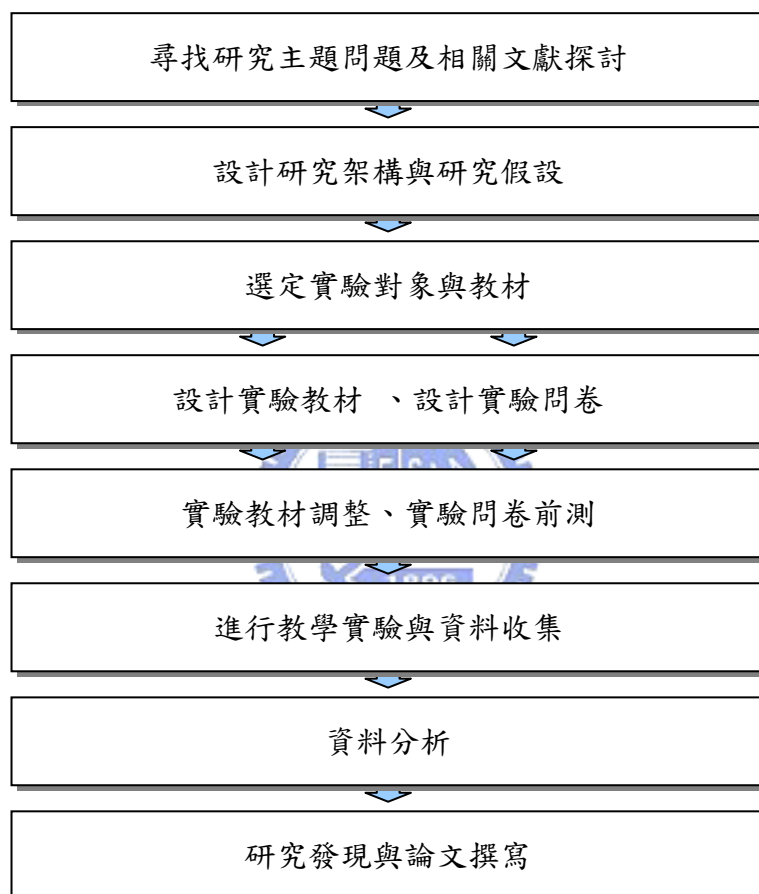 尋找研究主題問題及相關文獻探討
設計研究架構與研究假設
選定實驗對象與教材
設計實驗教材 、設計實驗問卷
實驗教材調整、實驗問卷前測
1896
進行教學實驗與資料收集
資料分析
研究發現與論文撰寫